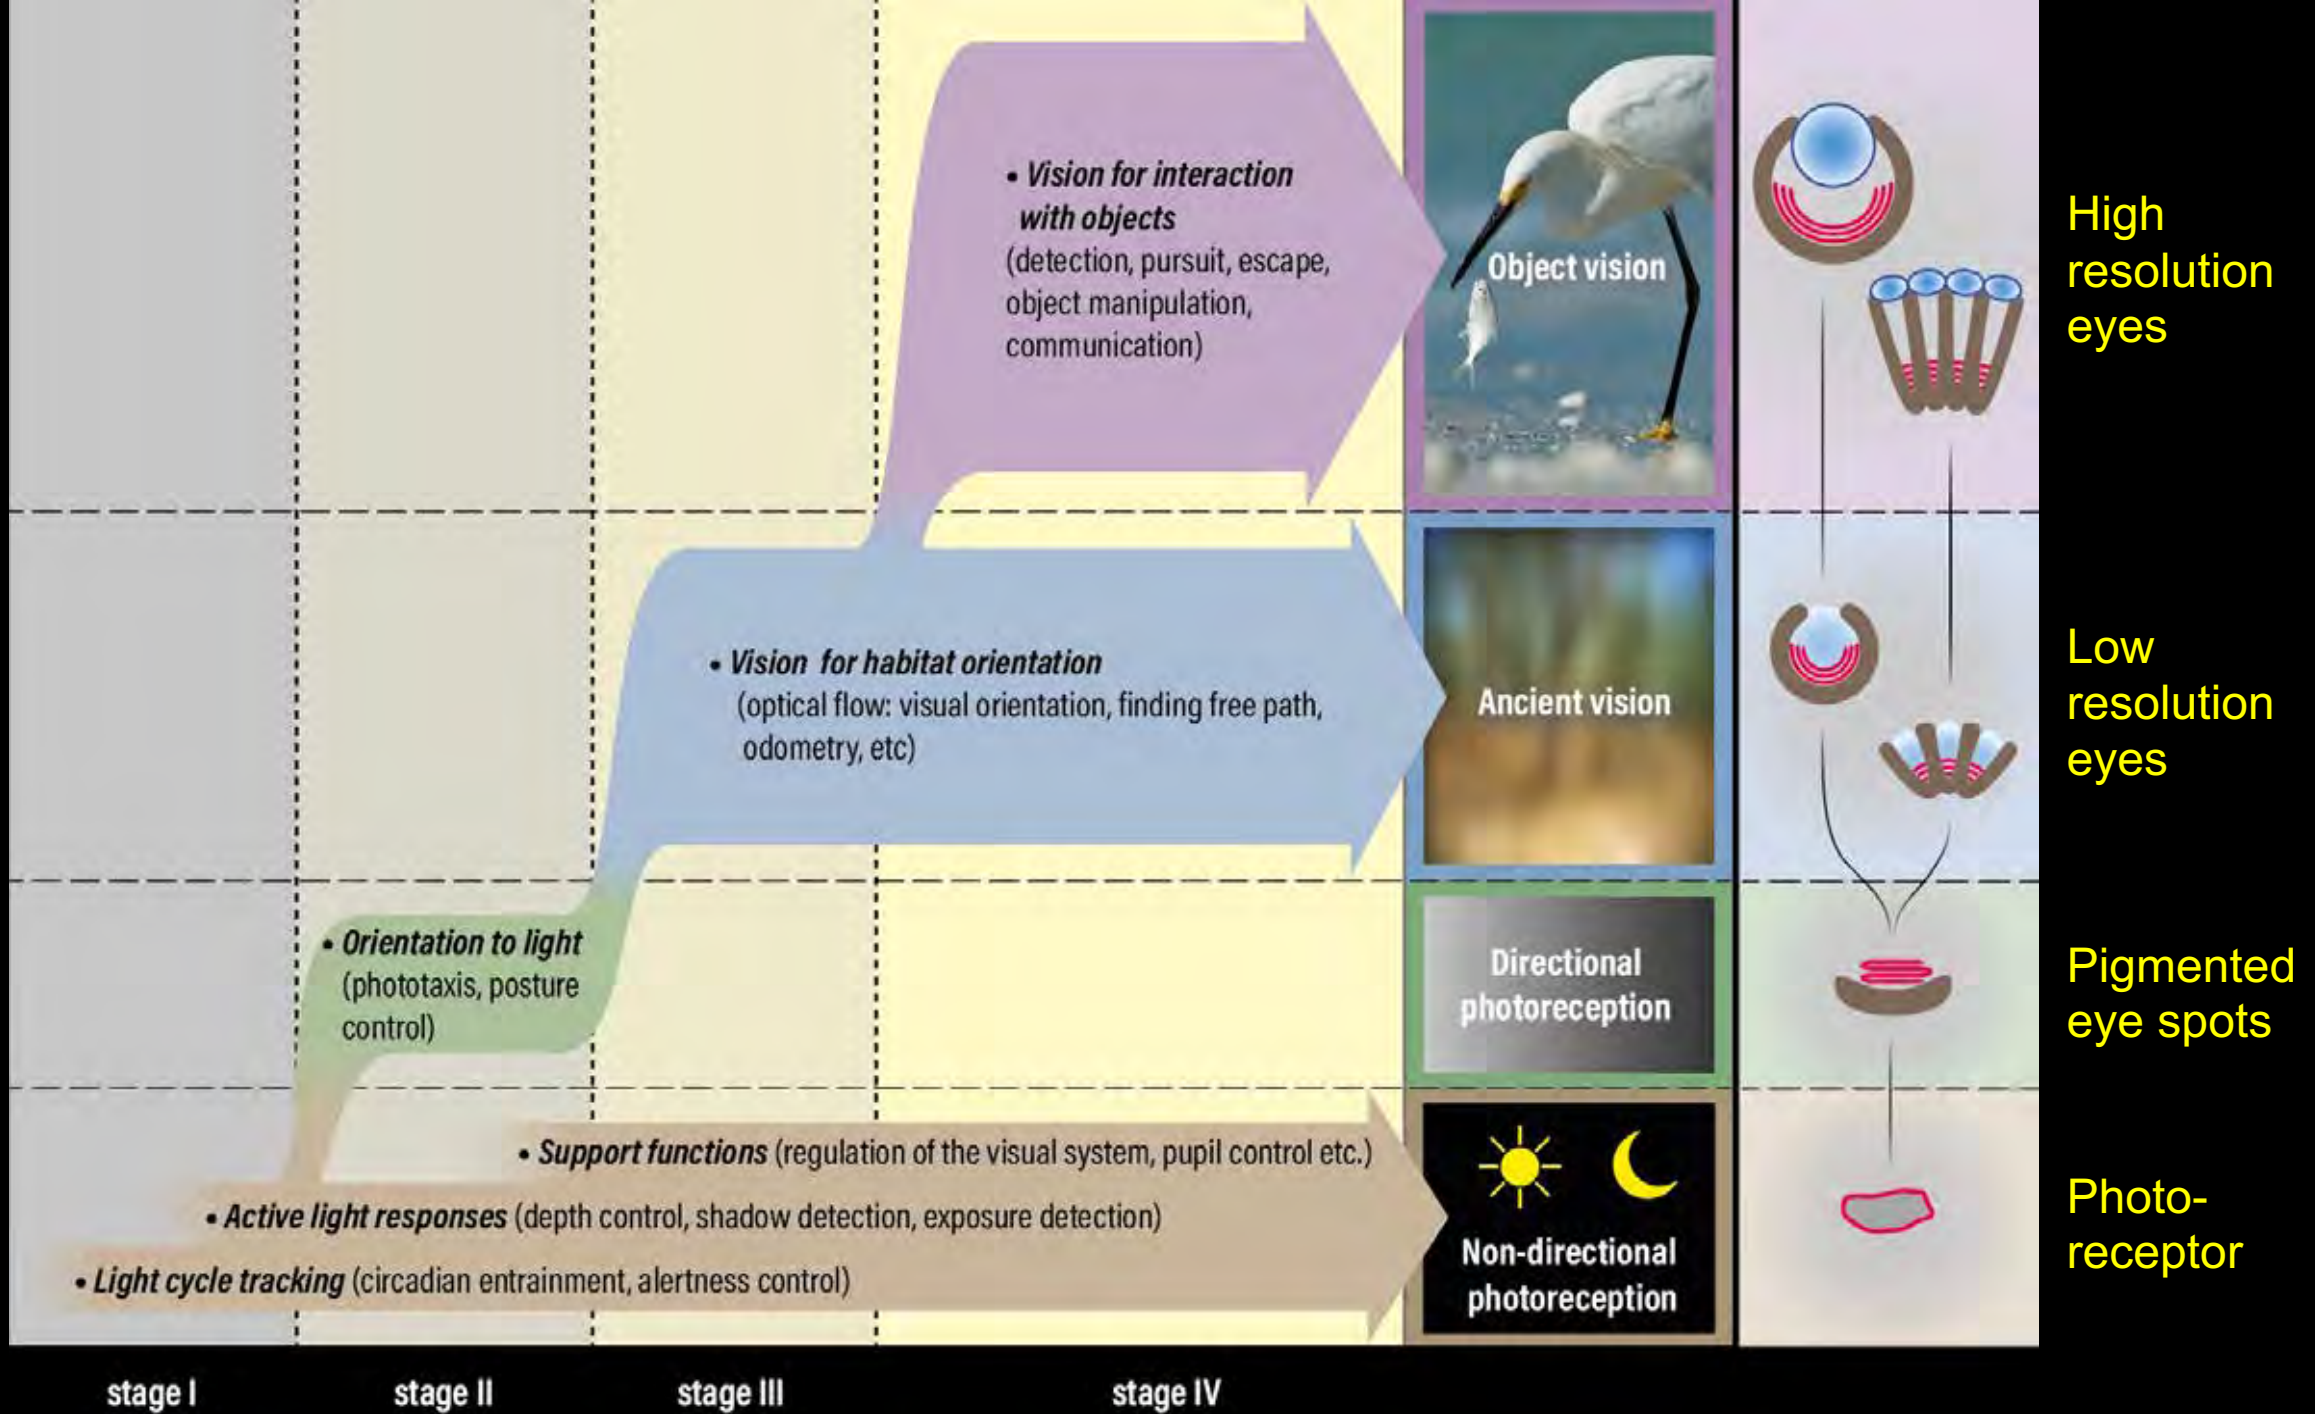 • Vision for interaction
with objects
(detection, pursuit, escape,
object manipulation,
communication)
Object vision
High
resolution
eyes
• Vision for habitat orientation
(optical flow: visual orientation, finding free path,
odometry, etc)
Ancient vision
Low
resolution
eyes
• Orientation to light
(phototaxis, posture
control)
Directional
photoreception
Pigmented
eye spots
• Support functions (regulation of the visual system, pupil control etc.)
• Active light responses (depth control, shadow detection, exposure detection)
• Light cycle tracking (circadian entrainment, alertness control)
Non-directional
photoreception
Photo-
receptor
stage I
stage II
stage III
stage IV